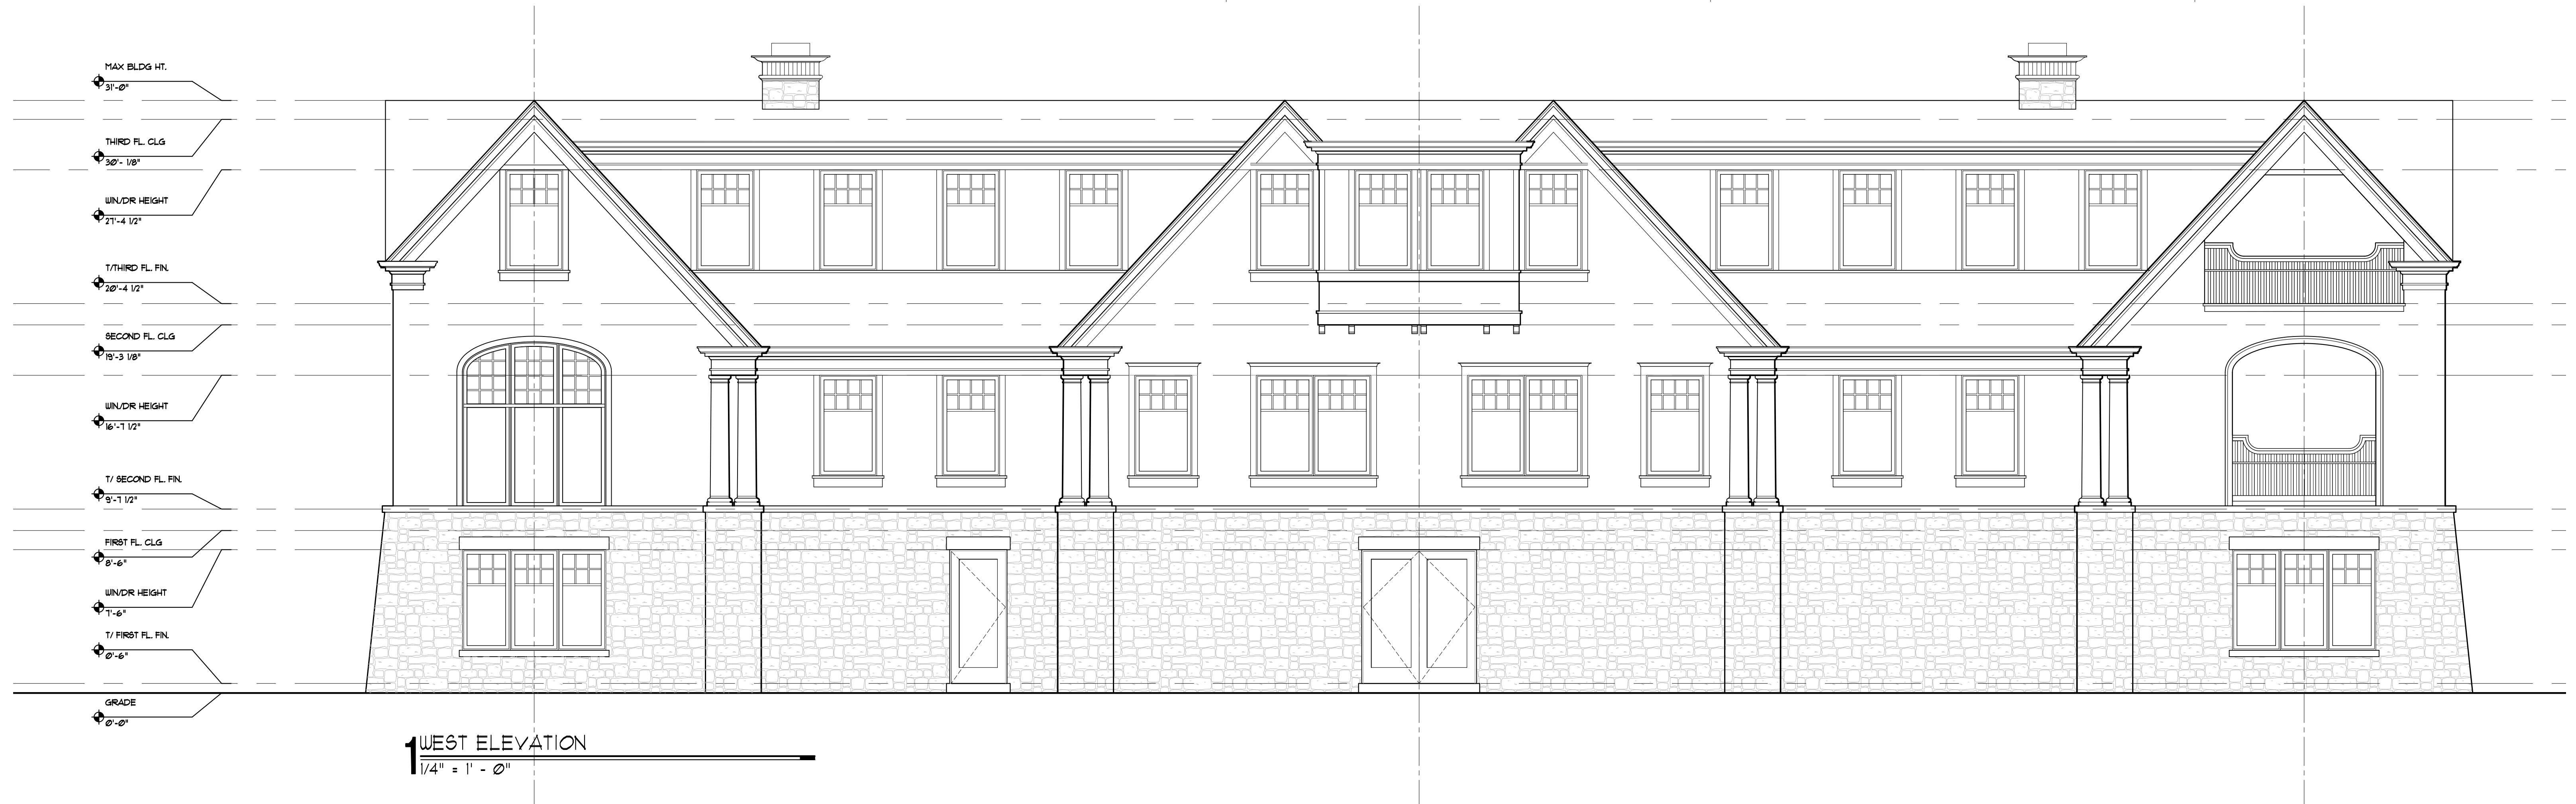 MAX BLDG HT.
31'-0"
THIRD FL. CLG
30'- 1/8"
WIN/DR HEIGHT
27'-4 1/2"
T/THIRD FL. FIN.
20'-4 1/2"
SECOND FL. CLG
19'-3 1/8"
WIN/DR HEIGHT
16'-7 1/2"
T/ SECOND FL. FIN.
9'-7 1/2"
FIRST FL. CLG
8'-6"
WIN/DR HEIGHT
7'-6"
T/ FIRST FL. FIN.
0'-6"
GRADE
0'-0"
1 WEST ELEVATION
1/4" = 1' - 0"